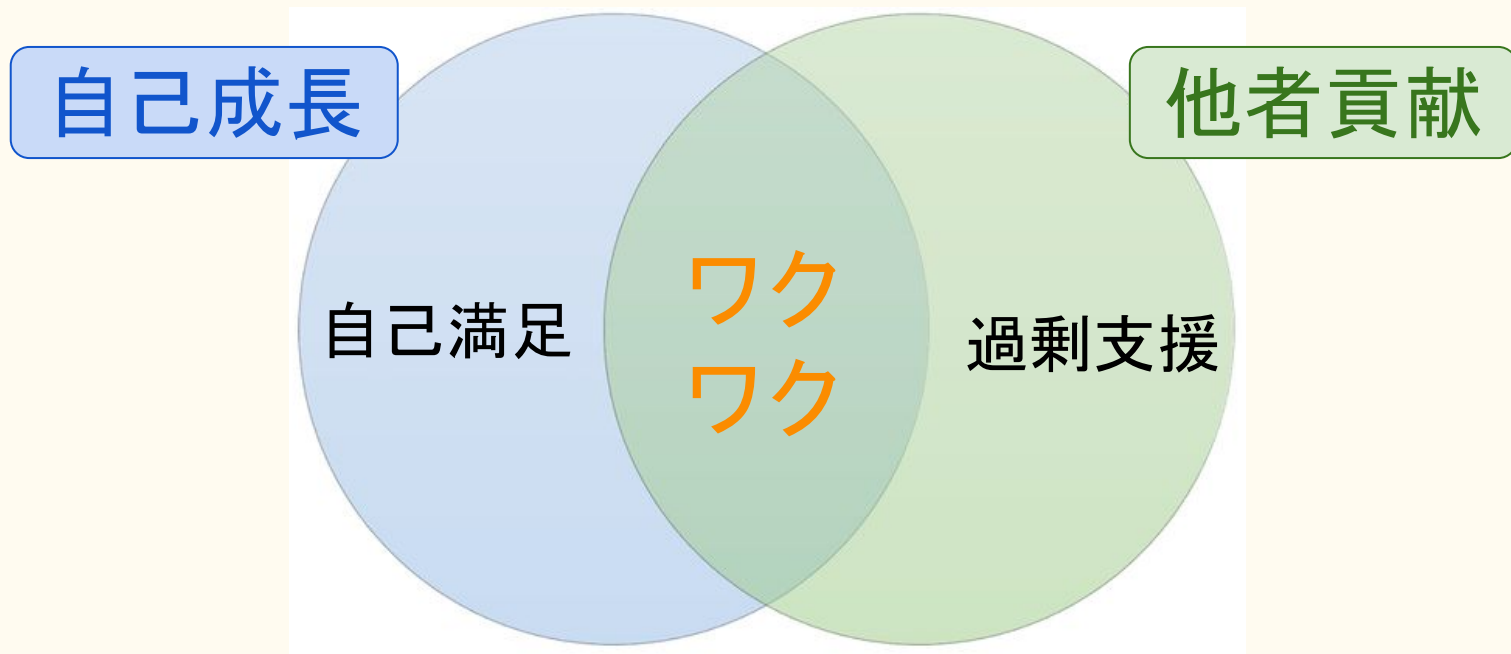 自己成長
他者貢献
自己満足
ワク
ワク
過剰支援